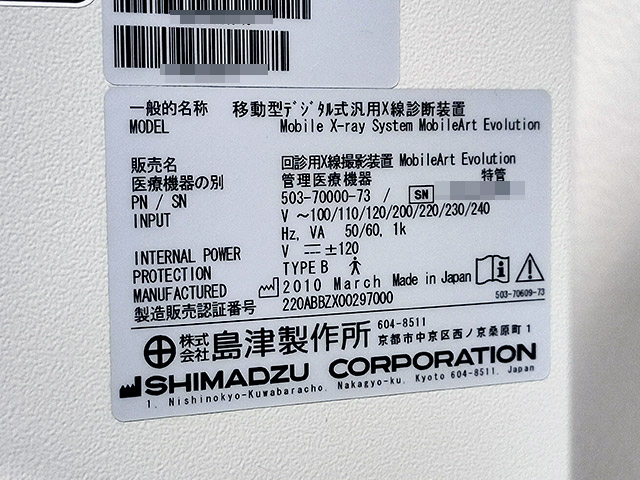 一般的名称 移動型デジタル式汎用X線診断装置
MODEL Mobile X-ray System MobileArt Evolution
販売名 回診用X線撮影装置 MobileArt Evolution
医療機器の別 管理医療機器 特管
PN / SN 503-70000-73 / SN
INPUT V ～100/110/120/200/220/230/240
Hz, VA 50/60, 1k
INTERNAL POWER V ⎓ ±120
PROTECTION TYPE B
MANUFACTURED 2010 March Made in Japan
製造販売認証番号 220ABBZX00297000
503-70609-73
株式会社 島津製作所 604-8511
京都市中京区西ノ京桑原町1
SHIMADZU CORPORATION
1, Nishinokyo-Kuwabaracho, Nakagyo-ku, Kyoto 604-8511, Japan